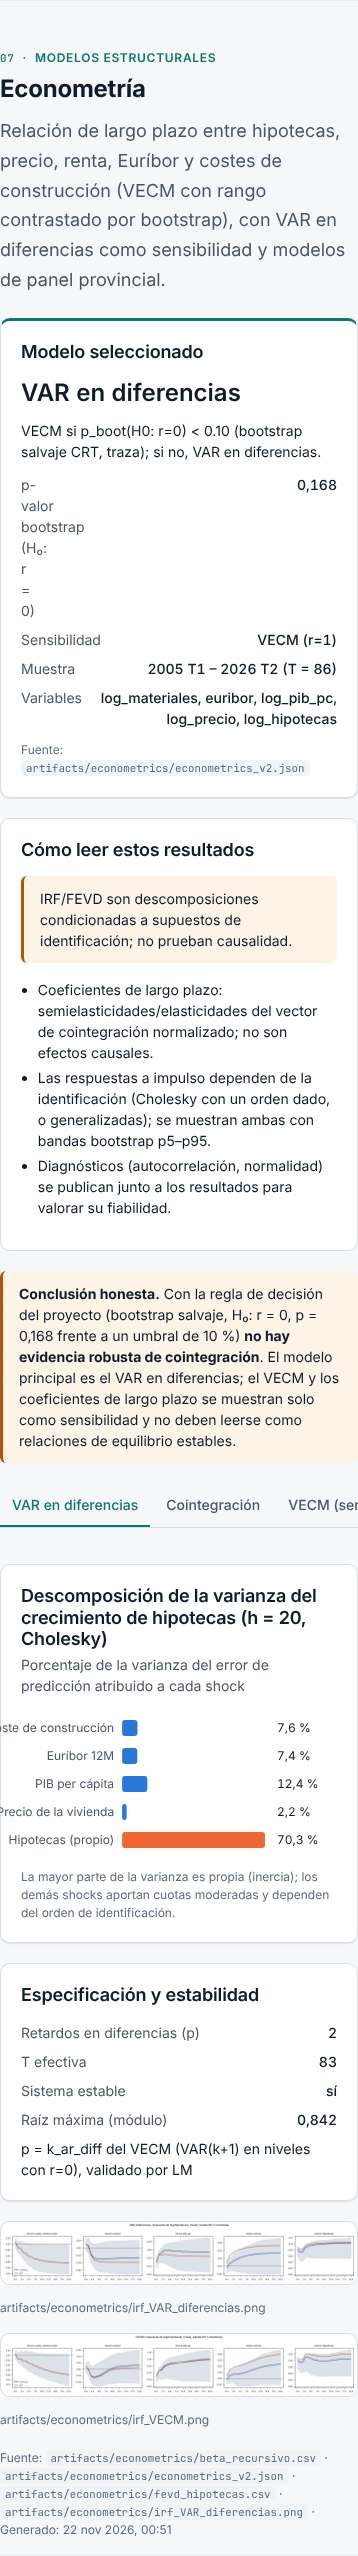 07 · MODELOS ESTRUCTURALES
Econometría
Relación de largo plazo entre hipotecas,
precio, renta, Euríbor y costes de
construcción (VECM con rango
contrastado por bootstrap), con VAR en
diferencias como sensibilidad y modelos
de panel provincial.
Modelo seleccionado
VAR en diferencias
VECM si p_boot(H0: r=0) < 0.10 (bootstrap
salvaje CRT, traza); si no, VAR en diferencias.
p-
valor
bootstrap
(H₀:
r
=
0)
0,168
Sensibilidad VECM (r=1)
Muestra 2005 T1 – 2026 T2 (T = 86)
Variables log_materiales, euribor, log_pib_pc,
log_precio, log_hipotecas
Fuente:
artifacts/econometrics/econometrics_v2.json
Cómo leer estos resultados
IRF/FEVD son descomposiciones
condicionadas a supuestos de
identificación; no prueban causalidad.
• Coeficientes de largo plazo:
semielasticidades/elasticidades del vector
de cointegración normalizado; no son
efectos causales.
• Las respuestas a impulso dependen de la
identificación (Cholesky con un orden dado,
o generalizadas); se muestran ambas con
bandas bootstrap p5–p95.
• Diagnósticos (autocorrelación, normalidad)
se publican junto a los resultados para
valorar su fiabilidad.
Conclusión honesta. Con la regla de decisión
del proyecto (bootstrap salvaje, H₀: r = 0, p =
0,168 frente a un umbral de 10 %) no hay
evidencia robusta de cointegración. El modelo
principal es el VAR en diferencias; el VECM y los
coeficientes de largo plazo se muestran solo
como sensibilidad y no deben leerse como
relaciones de equilibrio estables.
VAR en diferencias Cointegración VECM (ser
Descomposición de la varianza del
crecimiento de hipotecas (h = 20,
Cholesky)
Porcentaje de la varianza del error de
predicción atribuido a cada shock
ste de construcción 7,6 %
Euríbor 12M 7,4 %
PIB per cápita 12,4 %
Precio de la vivienda 2,2 %
Hipotecas (propio) 70,3 %
La mayor parte de la varianza es propia (inercia); los
demás shocks aportan cuotas moderadas y dependen
del orden de identificación.
Especificación y estabilidad
Retardos en diferencias (p) 2
T efectiva 83
Sistema estable sí
Raíz máxima (módulo) 0,842
p = k_ar_diff del VECM (VAR(k+1) en niveles
con r=0), validado por LM
artifacts/econometrics/irf_VAR_diferencias.png
artifacts/econometrics/irf_VECM.png
Fuente: artifacts/econometrics/beta_recursivo.csv ·
artifacts/econometrics/econometrics_v2.json ·
artifacts/econometrics/fevd_hipotecas.csv ·
artifacts/econometrics/irf_VAR_diferencias.png ·
Generado: 22 nov 2026, 00:51